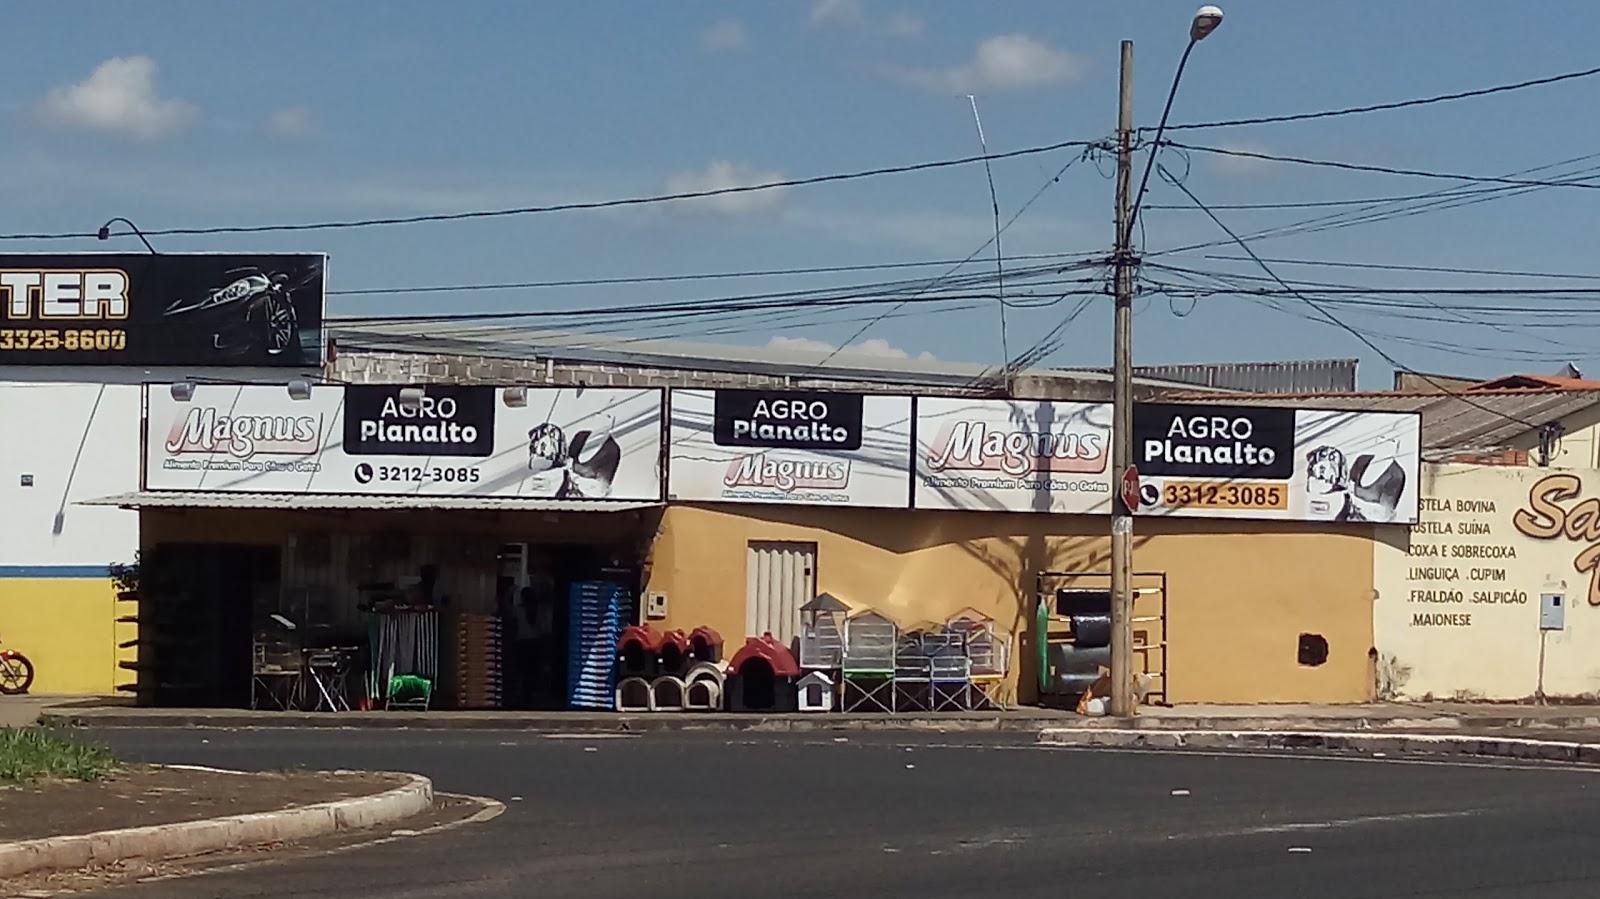 TER
3325-8600
Magnus
Alimento Premium Para Cães e Gatos
AGRO
Planalto
3212-3085
AGRO
Planalto
Magnus
Alimento Premium Para Cães e Gatos
Magnus
Alimento Premium Para Cães e Gatos
AGRO
Planalto
3312-3085
STELA BOVINA
OSTELA SUÍNA
COXA E SOBRECOXA
.LINGUIÇA .CUPIM
.FRALDÃO .SALPICÃO
.MAIONESE
Sa